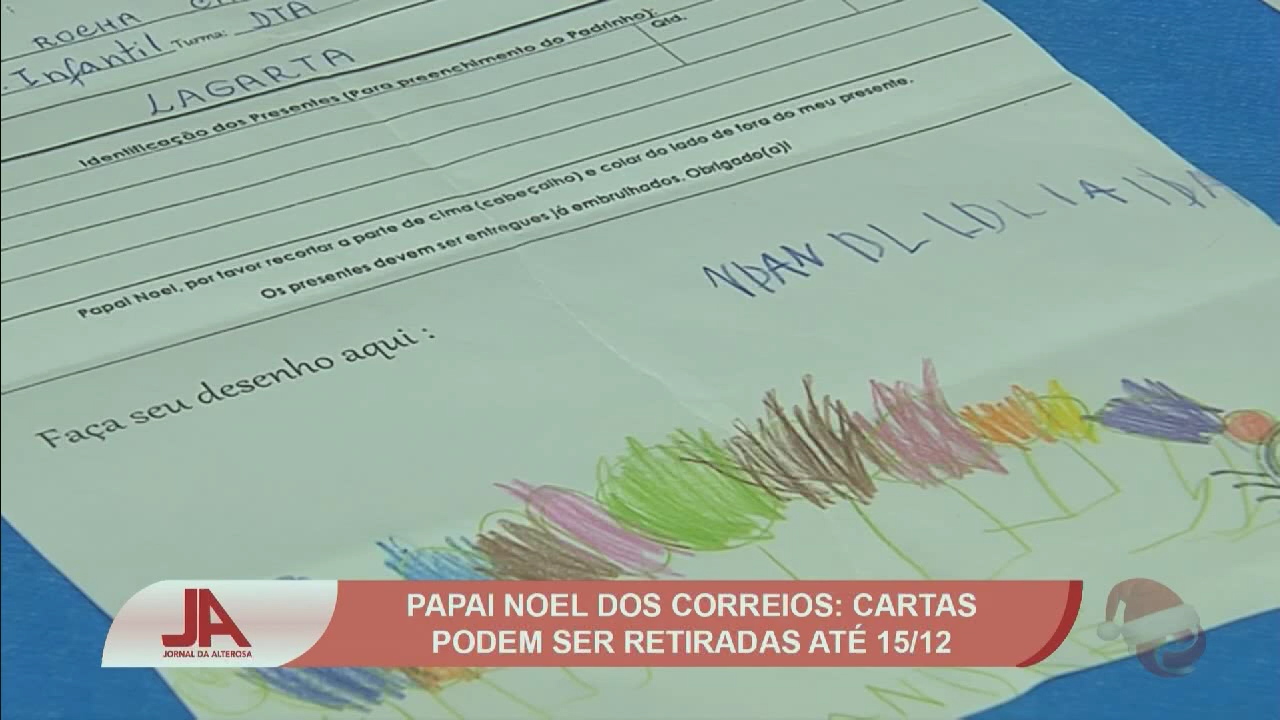 ROCHA
Infantil Turma: DIA
LAGARTA
Identificação dos Presentes (Para preenchimento do Padrinho): Qtd.
Papai Noel, por favor recortar a parte de cima (cabeçalho) e colar do lado de fora do meu presente.
Os presentes devem ser entregues já embrulhados. Obrigado(a)!
Faça seu desenho aqui :
JA
JORNAL DA ALTEROSA
PAPAI NOEL DOS CORREIOS: CARTAS
PODEM SER RETIRADAS ATÉ 15/12